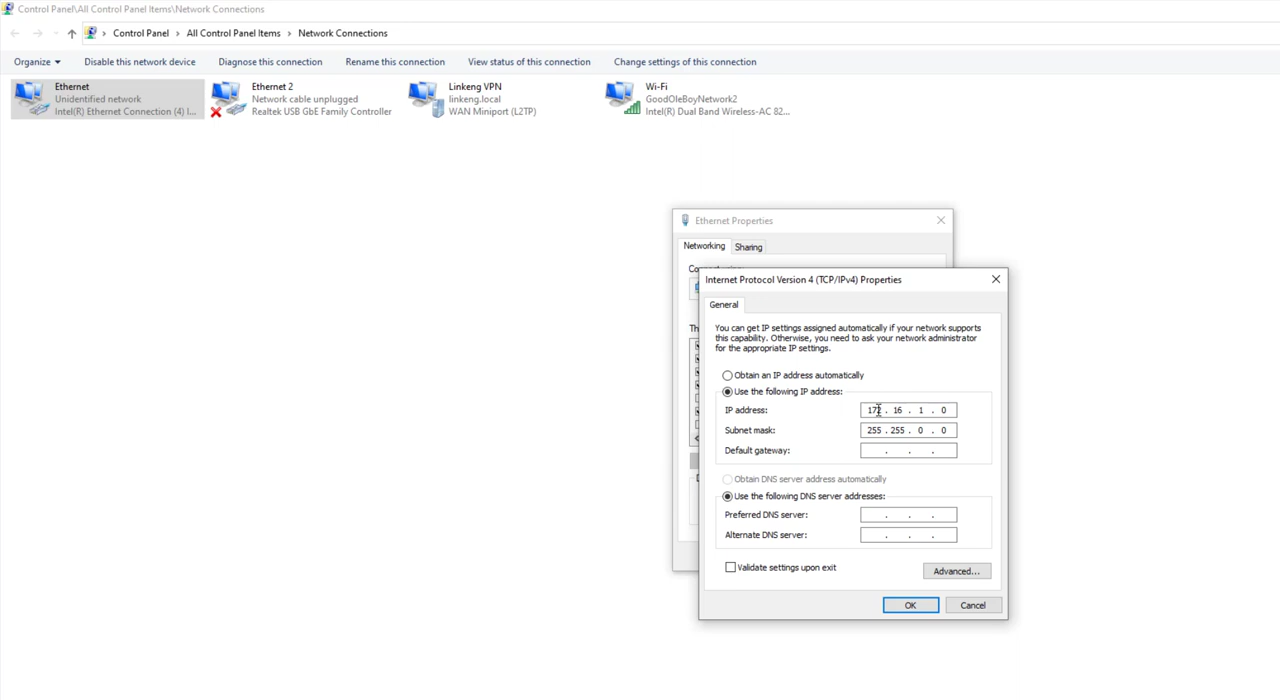 Control Panel\All Control Panel Items\Network Connections
Control Panel > All Control Panel Items > Network Connections
Organize Disable this network device Diagnose this connection Rename this connection View status of this connection Change settings of this connection
Ethernet
Unidentified network
Intel(R) Ethernet Connection (4) I...
Ethernet 2
Network cable unplugged
Realtek USB GbE Family Controller
Linkeng VPN
linkeng.local
WAN Miniport (L2TP)
Wi-Fi
GoodOleBoyNetwork2
Intel(R) Dual Band Wireless-AC 82...
Ethernet Properties
Networking Sharing
Internet Protocol Version 4 (TCP/IPv4) Properties
General
You can get IP settings assigned automatically if your network supports
this capability. Otherwise, you need to ask your network administrator
for the appropriate IP settings.
Obtain an IP address automatically
Use the following IP address:
IP address: 172 . 16 . 1 . 0
Subnet mask: 255 . 255 . 0 . 0
Default gateway: . . .
Obtain DNS server address automatically
Use the following DNS server addresses:
Preferred DNS server: . . .
Alternate DNS server: . . .
Validate settings upon exit
Advanced...
OK Cancel